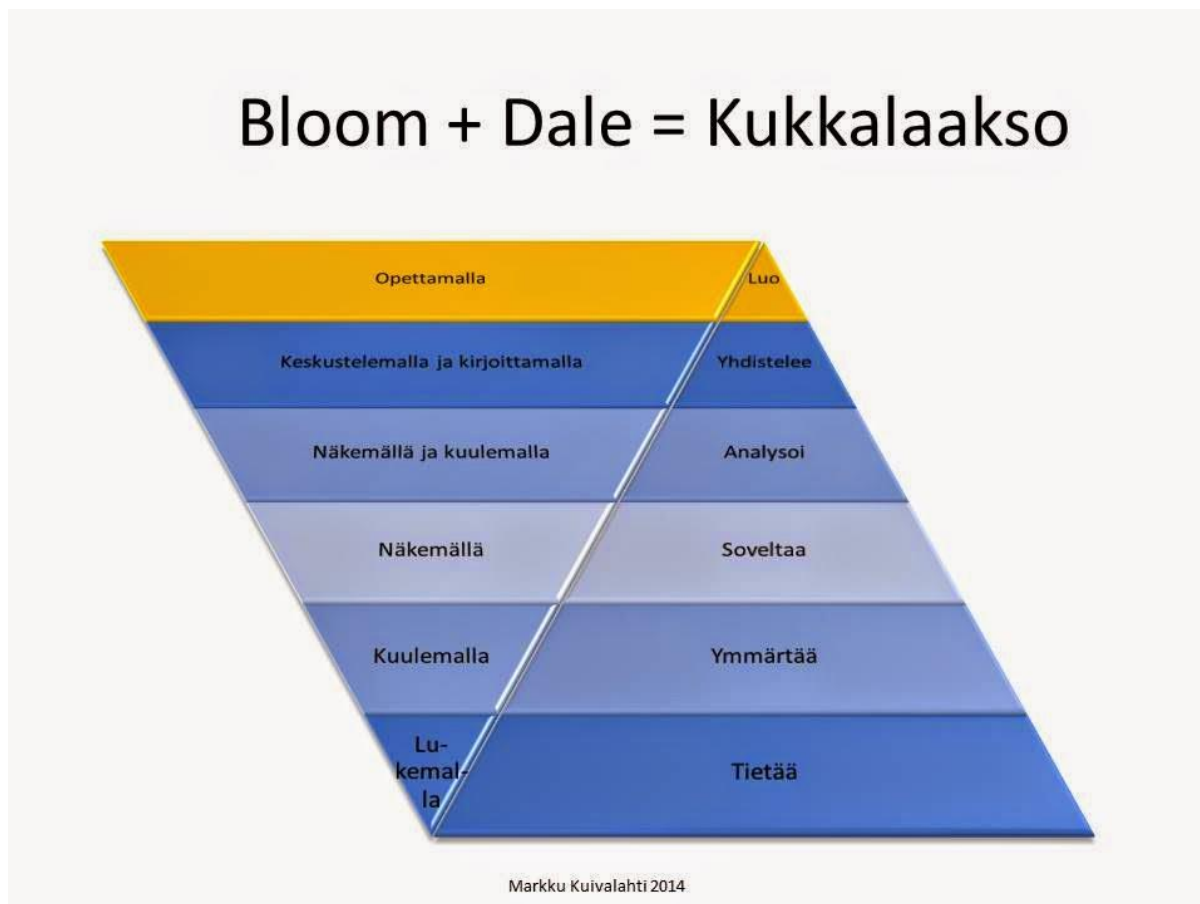 Bloom + Dale = Kukkalaakso
Opettamalla
Luo
Keskustelemalla ja kirjoittamalla
Yhdistelee
Näkemällä ja kuulemalla
Analysoi
Näkemällä
Soveltaa
Kuulemalla
Ymmärtää
Lu-
kemal-
la
Tietää
Markku Kuivalahti 2014